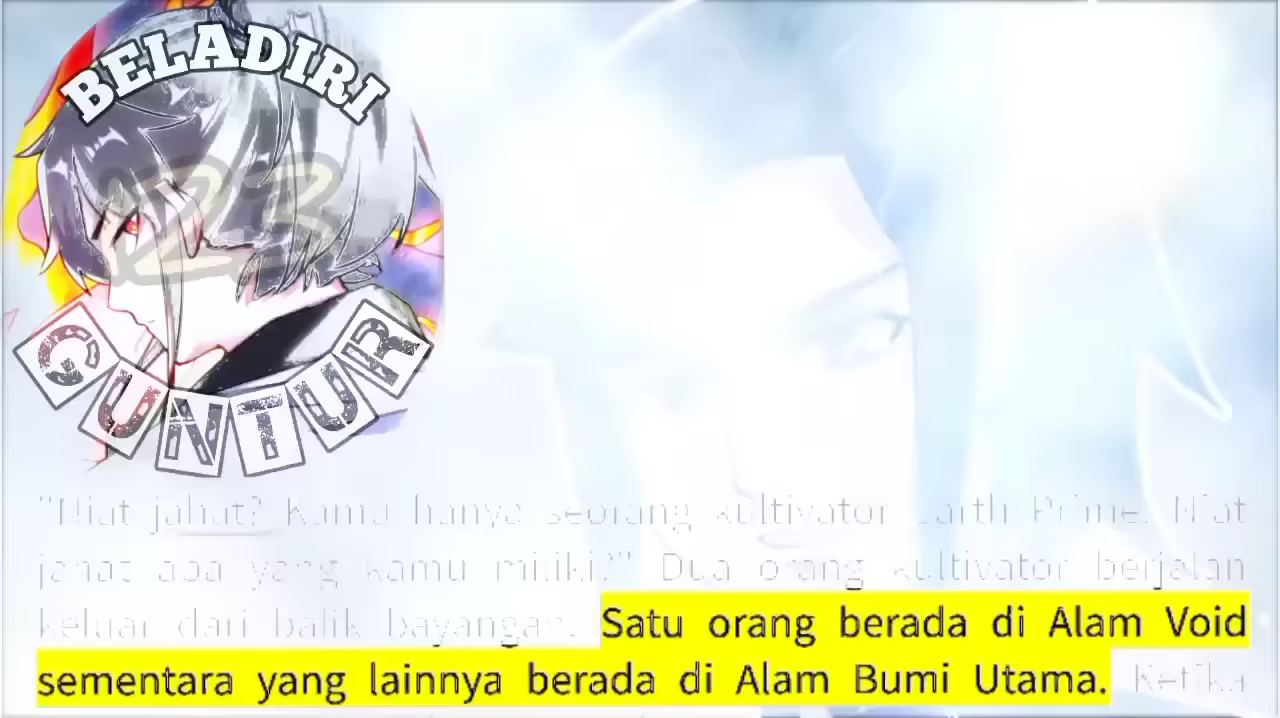 BELADIRI
123
GUNTUR
"Niat jahat? Kamu hanya seorang kultivator Earth Prime. Niat
jahat apa yang kamu miliki?" Dua orang kultivator berjalan
keluar dari balik bayangan. Satu orang berada di Alam Void
sementara yang lainnya berada di Alam Bumi Utama. Ketika